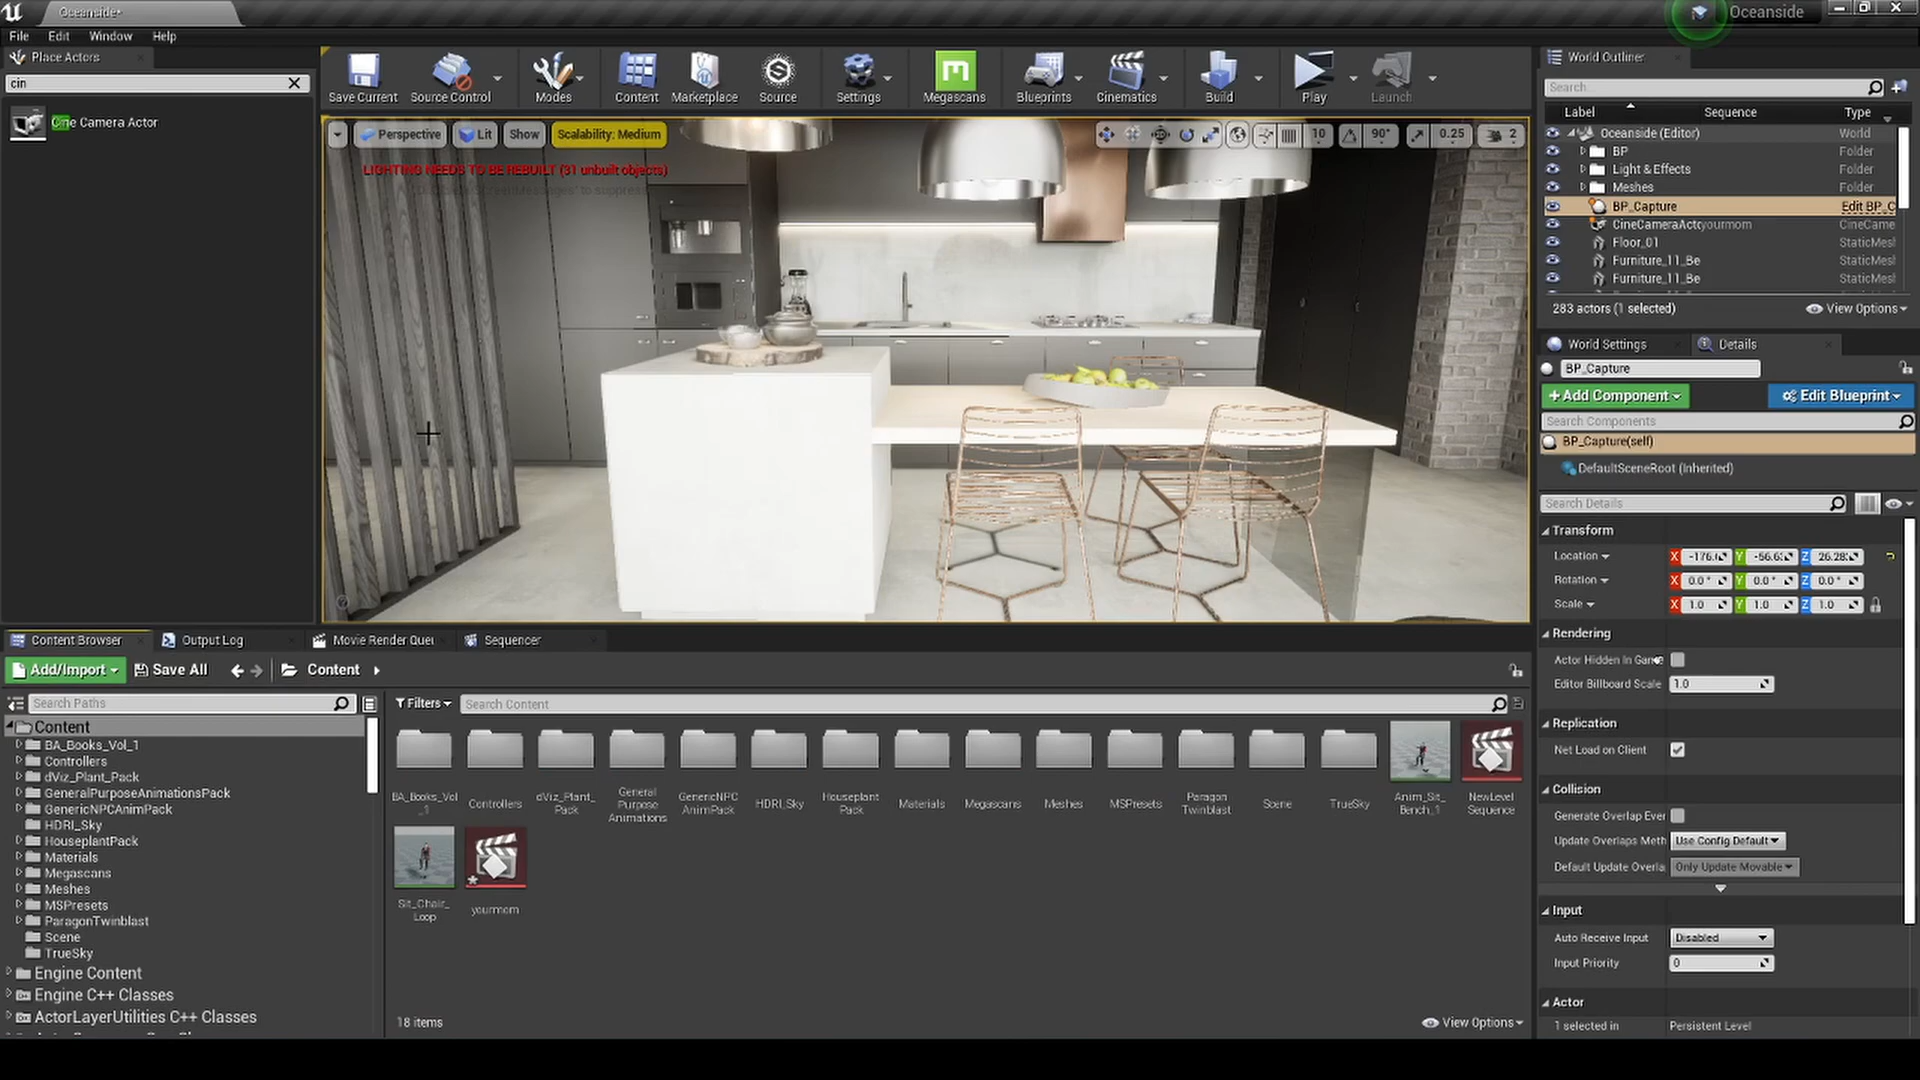 Oceanside*
Oceanside
File Edit Window Help
Place Actors
cin
Cine Camera Actor
Save Current
Source Control
Modes
Content
Marketplace
Source
Settings
Megascans
Blueprints
Cinematics
Build
Play
Launch
Perspective
Lit
Show
Scalability: Medium
10
90°
0.25
2
LIGHTING NEEDS TO BE REBUILT (31 unbuilt objects)
World Outliner
Search...
Label Sequence Type
Oceanside (Editor) World
BP Folder
Light & Effects Folder
Meshes Folder
BP_Capture Edit BP_C
CineCameraActo yourmom CineCame
Floor_01 StaticMesl
Furniture_11_Be StaticMesl
Furniture_11_Be StaticMesl
283 actors (1 selected)
View Options
World Settings
Details
BP_Capture
+Add Component
Edit Blueprint
Search Components
BP_Capture(self)
DefaultSceneRoot (Inherited)
Search Details
Transform
Location X -176. Y -56.6 Z 26.28
Rotation X 0.0° Y 0.0° Z 0.0°
Scale X 1.0 Y 1.0 Z 1.0
Rendering
Actor Hidden In Game
Editor Billboard Scale 1.0
Replication
Net Load on Client
Collision
Generate Overlap Ever
Update Overlaps Meth Use Config Default
Default Update Overla Only Update Movable
Input
Auto Receive Input Disabled
Input Priority 0
Actor
1 selected in Persistent Level
Content Browser
Output Log
Movie Render Queu
Sequencer
Add/Import
Save All
Content
Search Paths
Filters
Search Content
Content
BA_Books_Vol_1
Controllers
dViz_Plant_Pack
GeneralPurposeAnimationsPack
GenericNPCAnimPack
HDRI_Sky
HouseplantPack
Materials
Megascans
Meshes
MSPresets
ParagonTwinblast
Scene
TrueSky
Engine Content
Engine C++ Classes
ActorLayerUtilities C++ Classes
BA_Books_Vol
_1
Controllers
dViz_Plant_
Pack
General
Purpose
Animations
GenericNPC
AnimPack
HDRI_Sky
Houseplant
Pack
Materials
Megascans
Meshes
MSPresets
Paragon
Twinblast
Scene
TrueSky
Anim_Sit_
Bench_1
NewLevel
Sequence
Sit_Chair_
Loop
yourmom
18 items
View Options